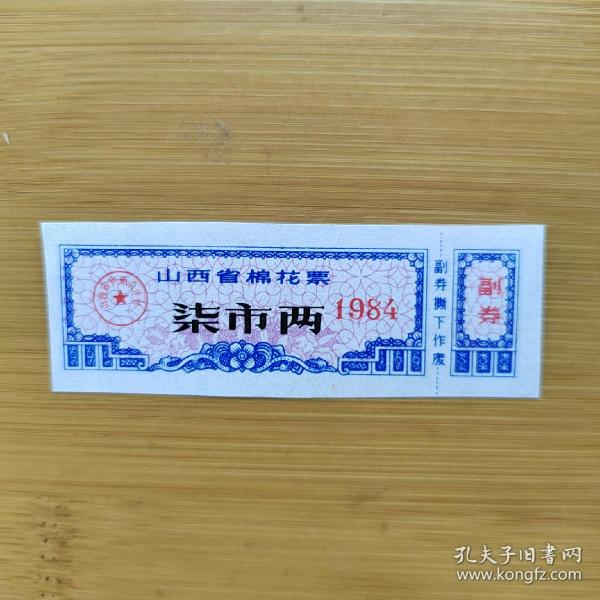 山西省棉花票
柒市两
1984
副券撕下作废
副券
孔夫子旧书网
www.kongfz.com